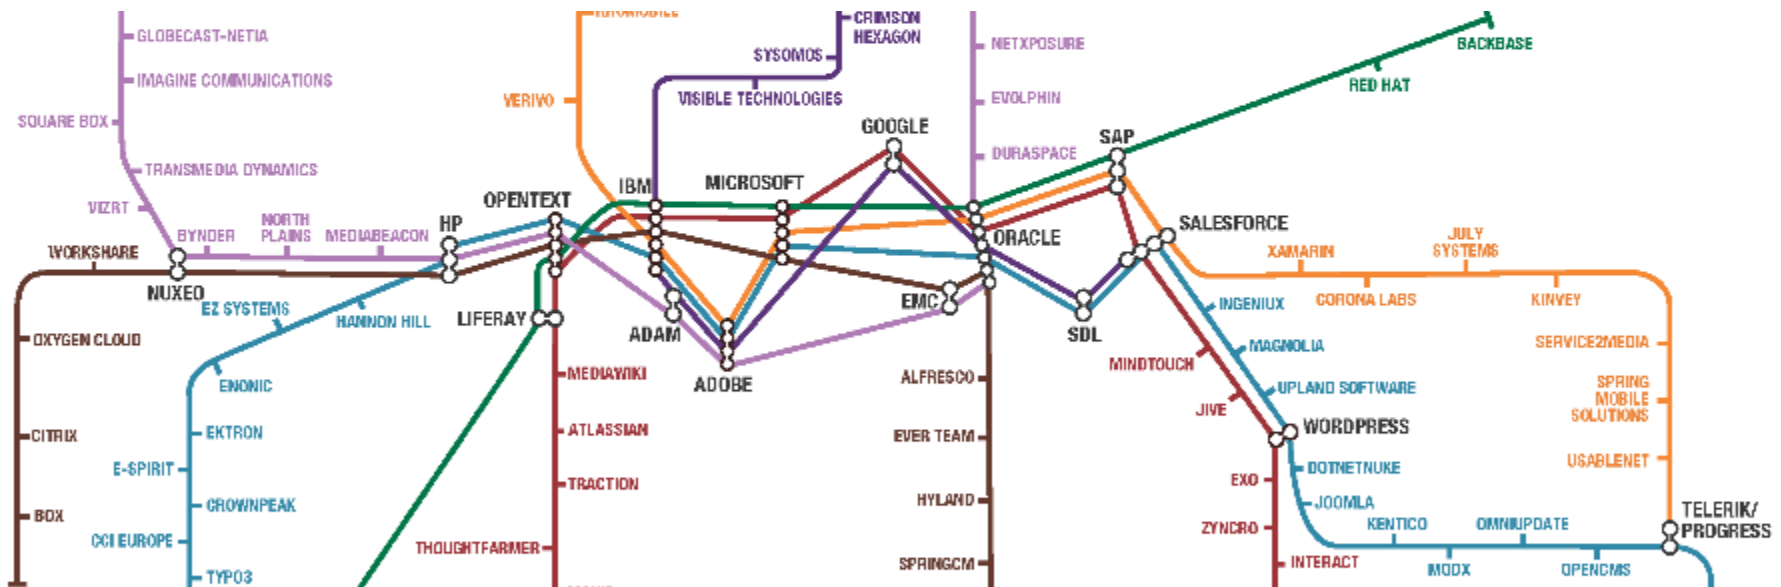 GLOBECAST-NETIA
IMAGINE COMMUNICATIONS
SQUARE BOX
TRANSMEDIA DYNAMICS
VIZRT
BYNDER
NORTH
PLAINS
MEDIABEACON
WORKSHARE
NUXEO
HP
OXYGEN CLOUD
CITRIX
BOX
EZ SYSTEMS
HANNON HILL
ENONIC
EKTRON
E-SPIRIT
CROWNPEAK
CCI EUROPE
TYPO3
VERIVO
OPENTEXT
LIFERAY
MEDIAWIKI
ATLASSIAN
TRACTION
THOUGHTFARMER
CRIMSON
HEXAGON
SYSOMOS
VISIBLE TECHNOLOGIES
IBM
MICROSOFT
ADAM
ADOBE
GOOGLE
NETXPOSURE
EVOLPHIN
DURASPACE
ORACLE
EMC
ALFRESCO
EVER TEAM
HYLAND
SPRINGCM
SAP
SDL
SALESFORCE
BACKBASE
RED HAT
XAMARIN
JULY
SYSTEMS
CORONA LABS
KINVEY
INGENIUX
MAGNOLIA
UPLAND SOFTWARE
MINDTOUCH
JIVE
WORDPRESS
EXO
ZYNCRO
INTERACT
DOTNETNUKE
JOOMLA
KENTICO
OMNIUPDATE
MODX
OPENCMS
SERVICE2MEDIA
SPRING
MOBILE
SOLUTIONS
USABLENET
TELERIK/
PROGRESS